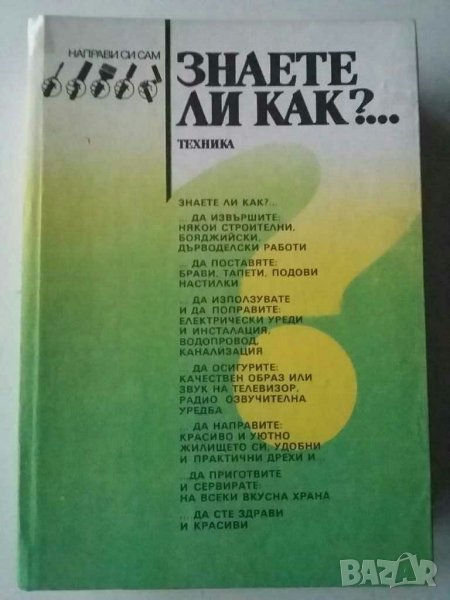 НАПРАВИ СИ САМ
ЗНАЕТЕ
ЛИ КАК?...
ТЕХНИКА
ЗНАЕТЕ ЛИ КАК?...
... ДА ИЗВЪРШИТЕ:
НЯКОИ СТРОИТЕЛНИ,
БОЯДЖИЙСКИ,
ДЪРВОДЕЛСКИ РАБОТИ
... ДА ПОСТАВЯТЕ:
БРАВИ, ТАПЕТИ, ПОДОВИ
НАСТИЛКИ
... ДА ИЗПОЛЗУВАТЕ
И ДА ПОПРАВИТЕ:
ЕЛЕКТРИЧЕСКИ УРЕДИ
И ИНСТАЛАЦИЯ,
ВОДОПРОВОД,
КАНАЛИЗАЦИЯ
... ДА ОСИГУРИТЕ:
КАЧЕСТВЕН ОБРАЗ ИЛИ
ЗВУК НА ТЕЛЕВИЗОР,
РАДИО ОЗВУЧИТЕЛНА
УРЕДБА
... ДА НАПРАВИТЕ:
КРАСИВО И УЮТНО
ЖИЛИЩЕТО СИ, УДОБНИ
И ПРАКТИЧНИ ДРЕХИ И...
...ДА ПРИГОТВИТЕ
И СЕРВИРАТЕ:
НА ВСЕКИ ВКУСНА ХРАНА
... ДА СТЕ ЗДРАВИ
И КРАСИВИ
BAZAR